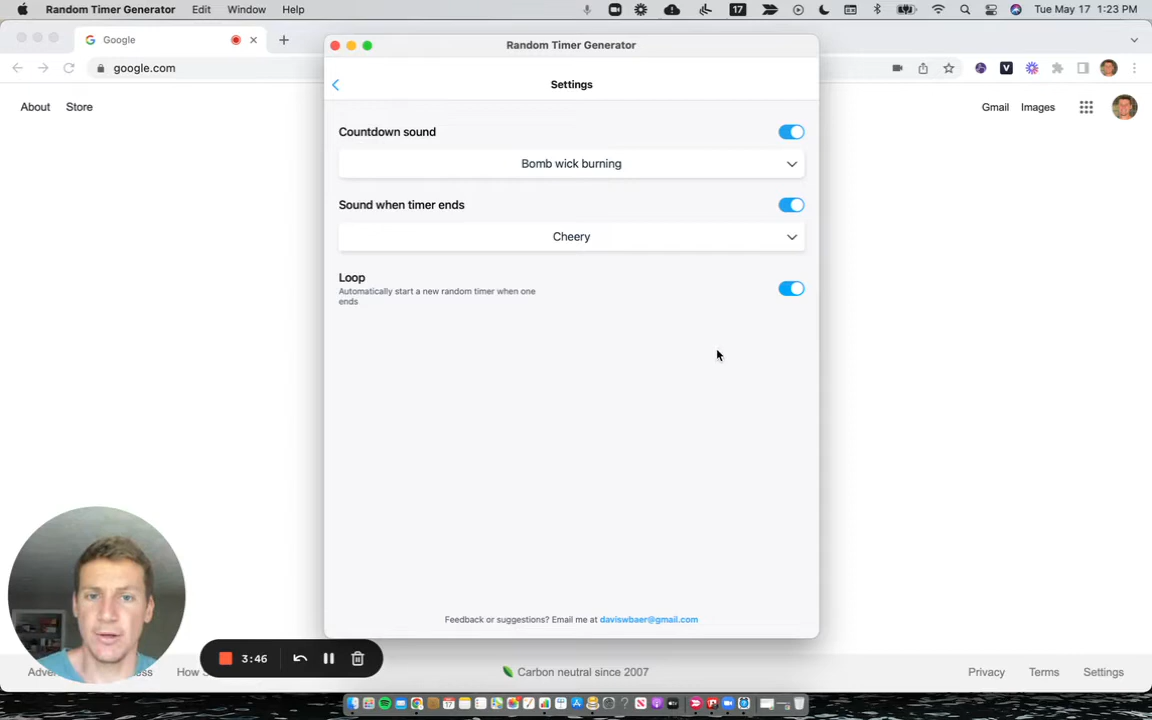 Random Timer Generator Edit Window Help 17 Tue May 17 1:23 PM
Google
google.com V
Random Timer Generator
About Store Gmail Images
Settings
Countdown sound
Bomb wick burning
Sound when timer ends
Cheery
Loop
Automatically start a new random timer when one
ends
Feedback or suggestions? Email me at daviswbaer@gmail.com
3:46
Carbon neutral since 2007
Privacy Terms Settings